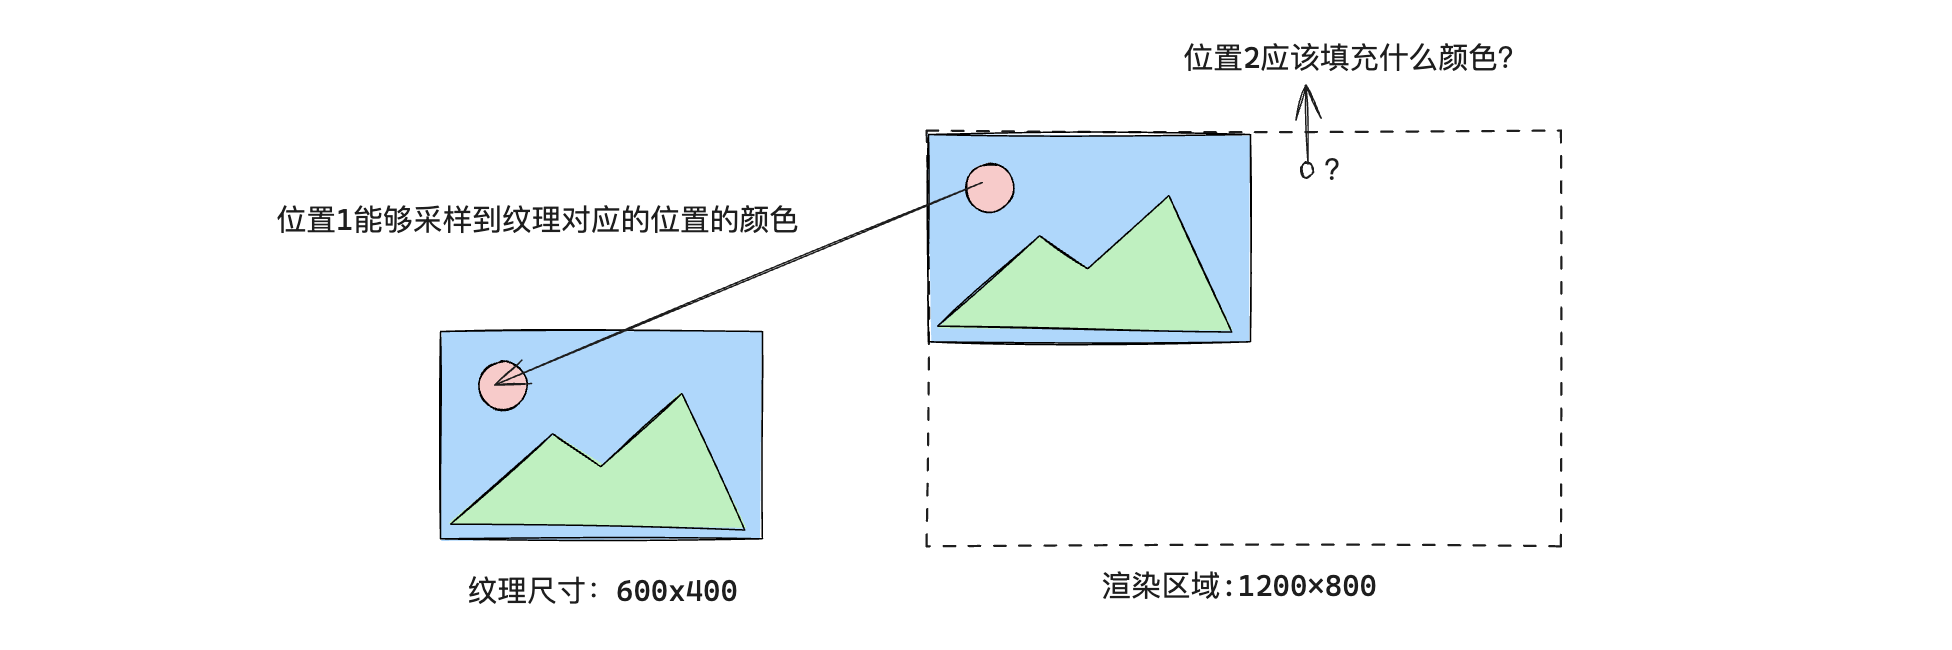 位置2应该填充什么颜色？
?
位置1能够采样到纹理对应的位置的颜色
纹理尺寸：600x400
渲染区域:1200×800